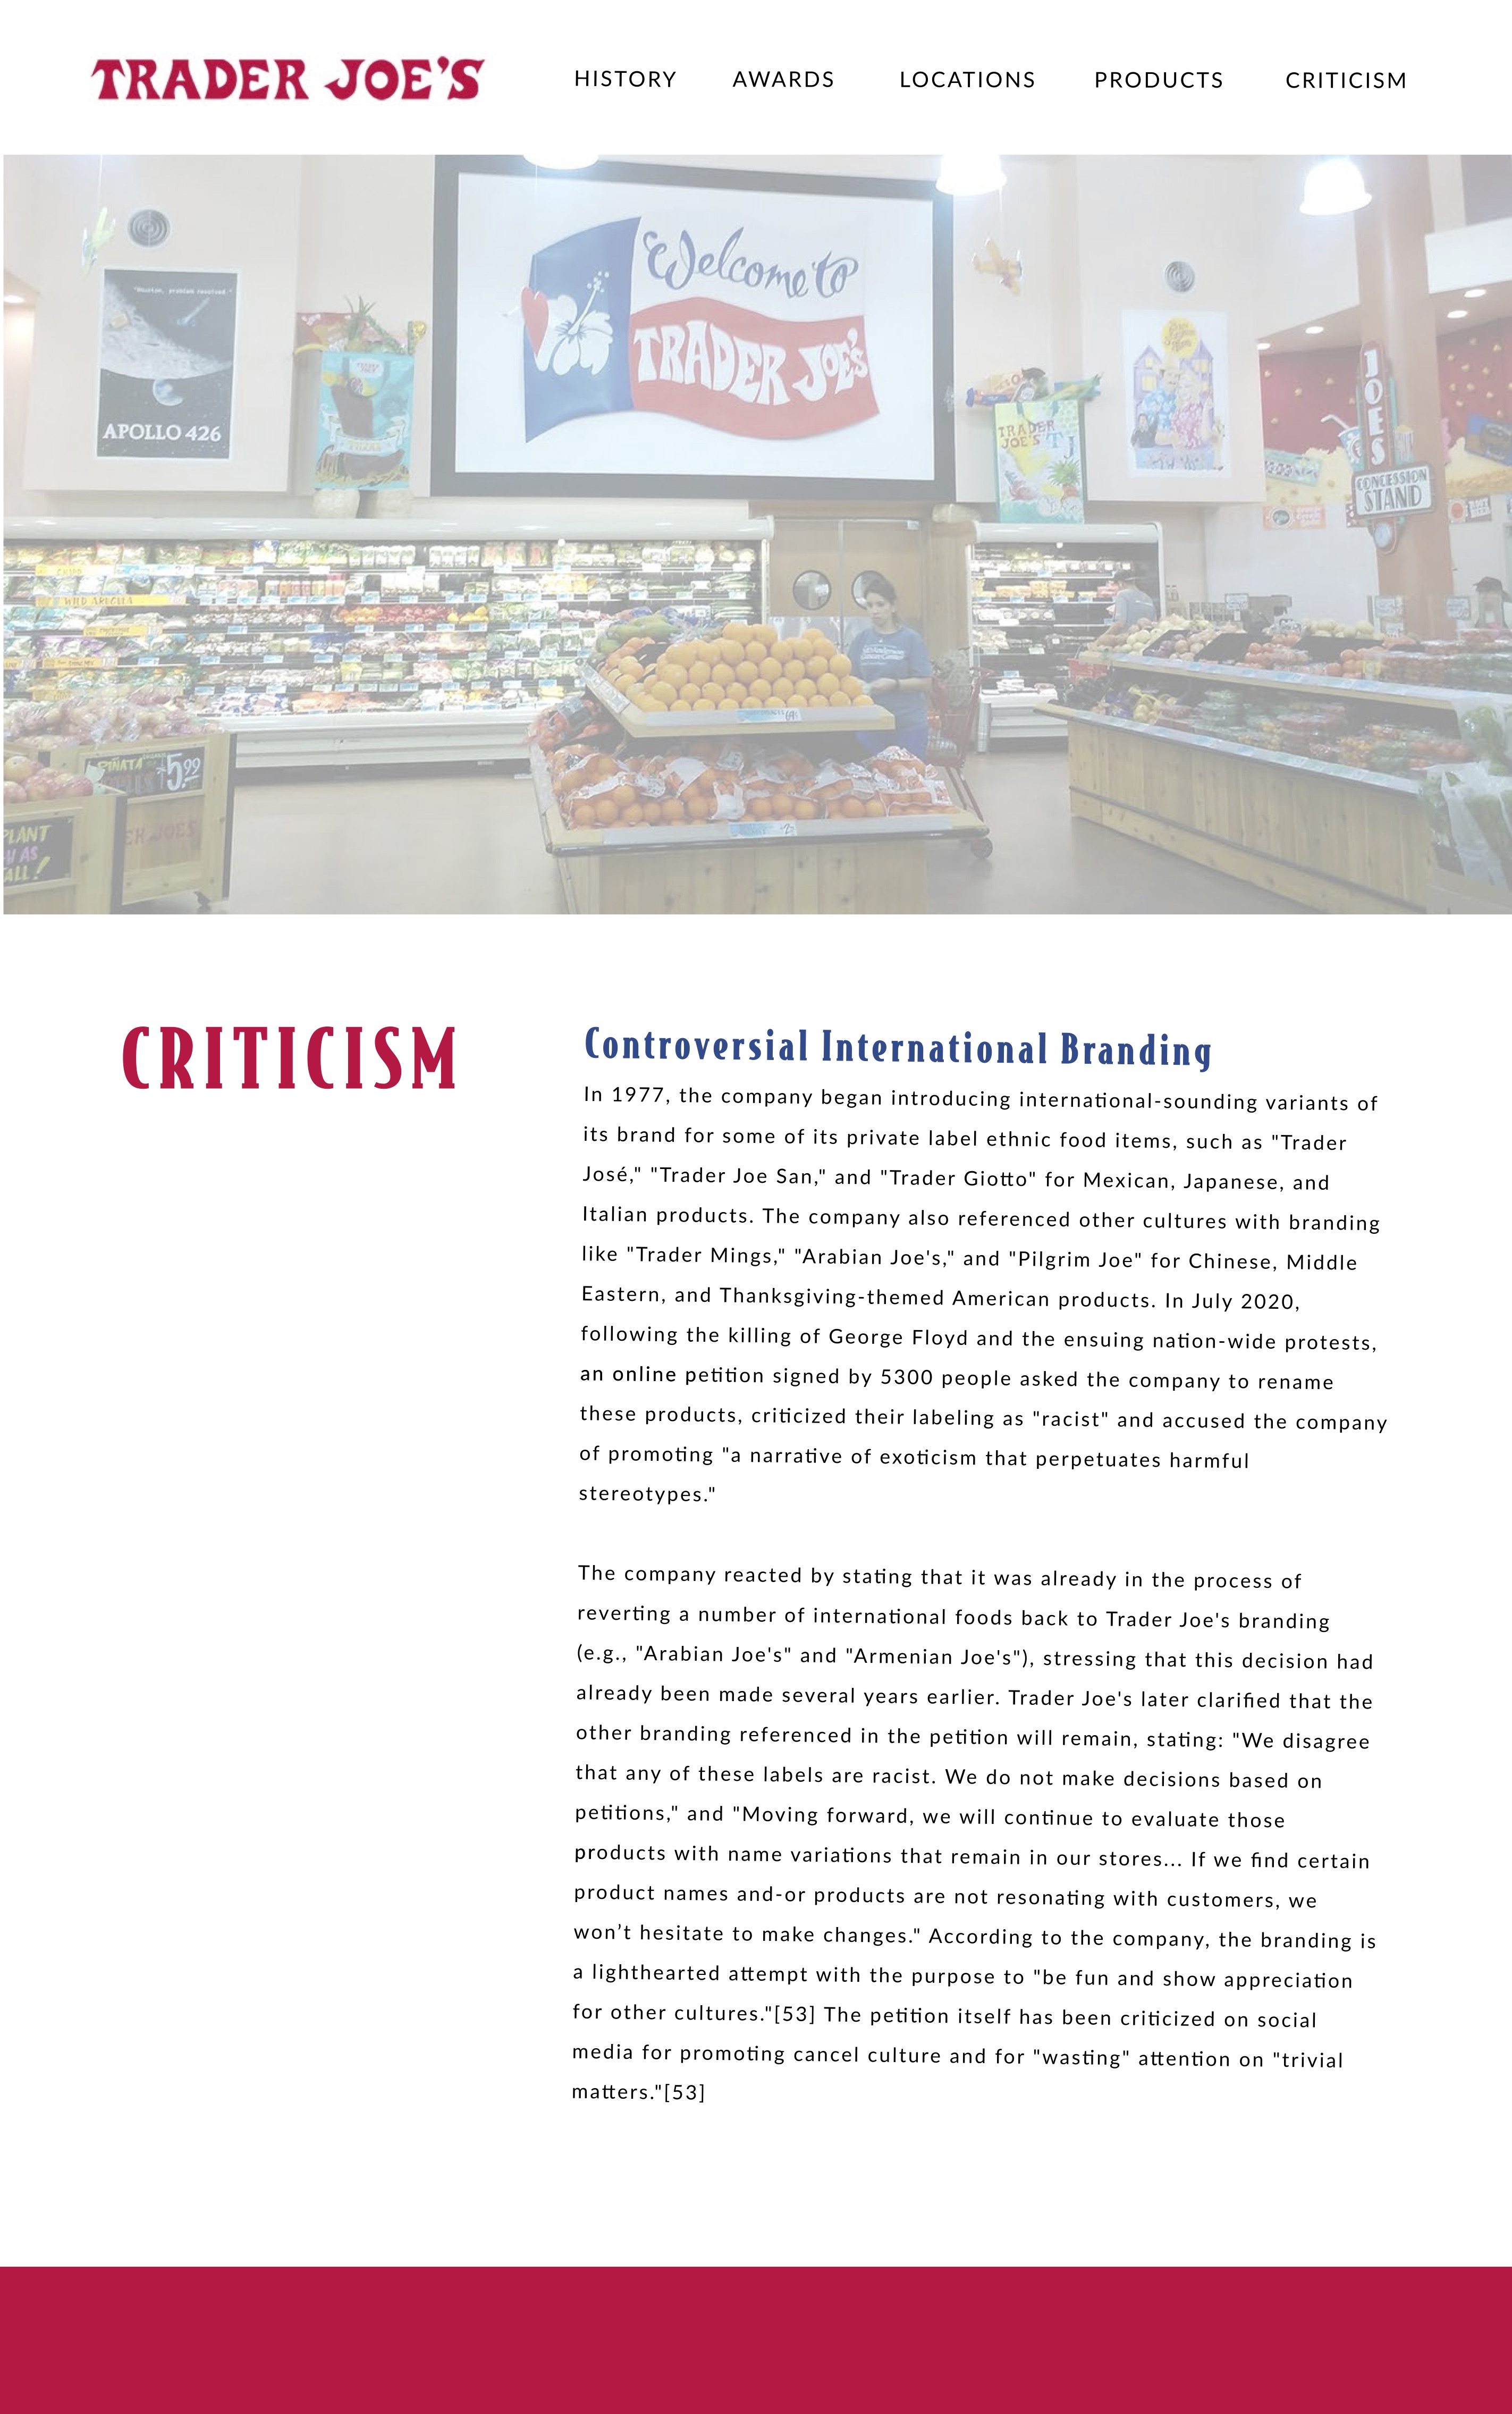 TRADER JOE'S
HISTORY AWARDS LOCATIONS PRODUCTS CRITICISM
"Houston, problem resolved."
APOLLO 426
Welcome to
TRADER JOE'S
TRADER JOE'S TJ
JOE'S
CONCESSION
STAND
WILD ARUGULA
PIÑATA
5.99
ER JOE'S
PLANT
AS
ALL!
CRITICISM
Controversial International Branding
In 1977, the company began introducing international-sounding variants of
its brand for some of its private label ethnic food items, such as "Trader
José," "Trader Joe San," and "Trader Giotto" for Mexican, Japanese, and
Italian products. The company also referenced other cultures with branding
like "Trader Mings," "Arabian Joe's," and "Pilgrim Joe" for Chinese, Middle
Eastern, and Thanksgiving-themed American products. In July 2020,
following the killing of George Floyd and the ensuing nation-wide protests,
an online petition signed by 5300 people asked the company to rename
these products, criticized their labeling as "racist" and accused the company
of promoting "a narrative of exoticism that perpetuates harmful
stereotypes."
The company reacted by stating that it was already in the process of
reverting a number of international foods back to Trader Joe's branding
(e.g., "Arabian Joe's" and "Armenian Joe's"), stressing that this decision had
already been made several years earlier. Trader Joe's later clarified that the
other branding referenced in the petition will remain, stating: "We disagree
that any of these labels are racist. We do not make decisions based on
petitions," and "Moving forward, we will continue to evaluate those
products with name variations that remain in our stores... If we find certain
product names and-or products are not resonating with customers, we
won’t hesitate to make changes." According to the company, the branding is
a lighthearted attempt with the purpose to "be fun and show appreciation
for other cultures."[53] The petition itself has been criticized on social
media for promoting cancel culture and for "wasting" attention on "trivial
matters."[53]